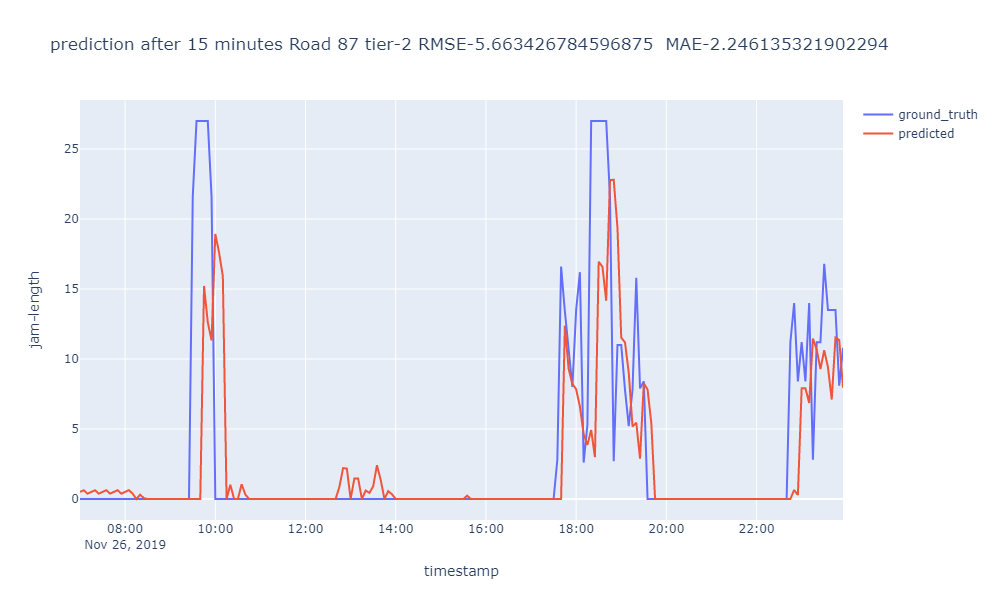 prediction after 15 minutes Road 87 tier-2 RMSE-5.663426784596875  MAE-2.246135321902294
ground_truth
predicted
jam-length
25
20
15
10
5
0
08:00 10:00 12:00 14:00 16:00 18:00 20:00 22:00
Nov 26, 2019
timestamp